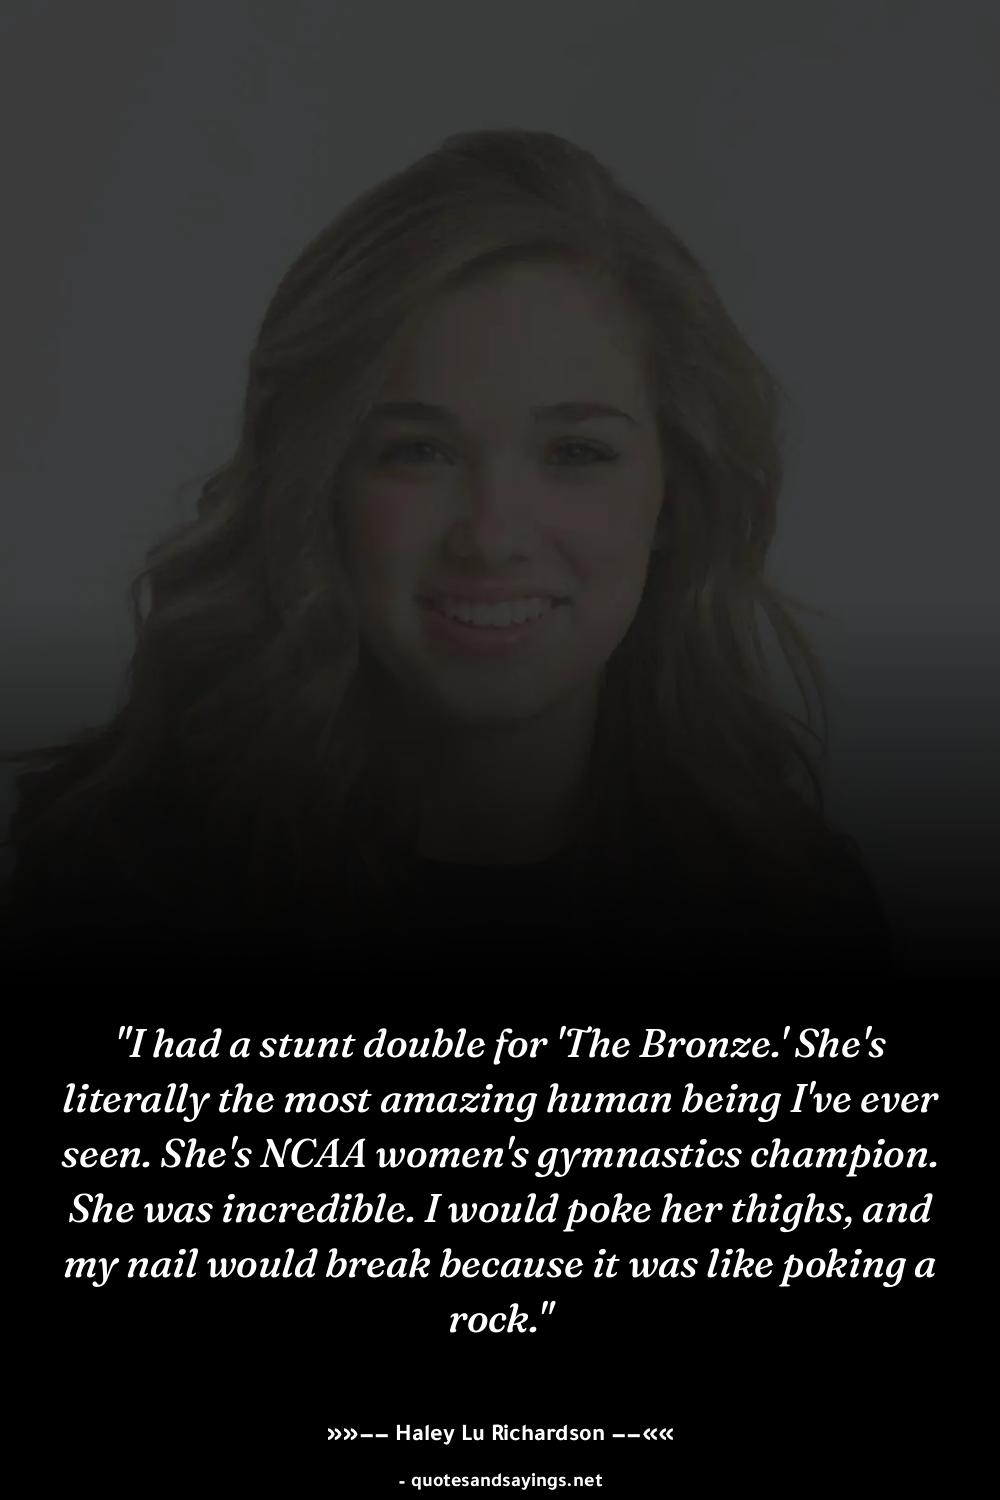 "I had a stunt double for 'The Bronze.' She's
literally the most amazing human being I've ever
seen. She's NCAA women's gymnastics champion.
She was incredible. I would poke her thighs, and
my nail would break because it was like poking a
rock."
»»−− Haley Lu Richardson −−««
- quotesandsayings.net